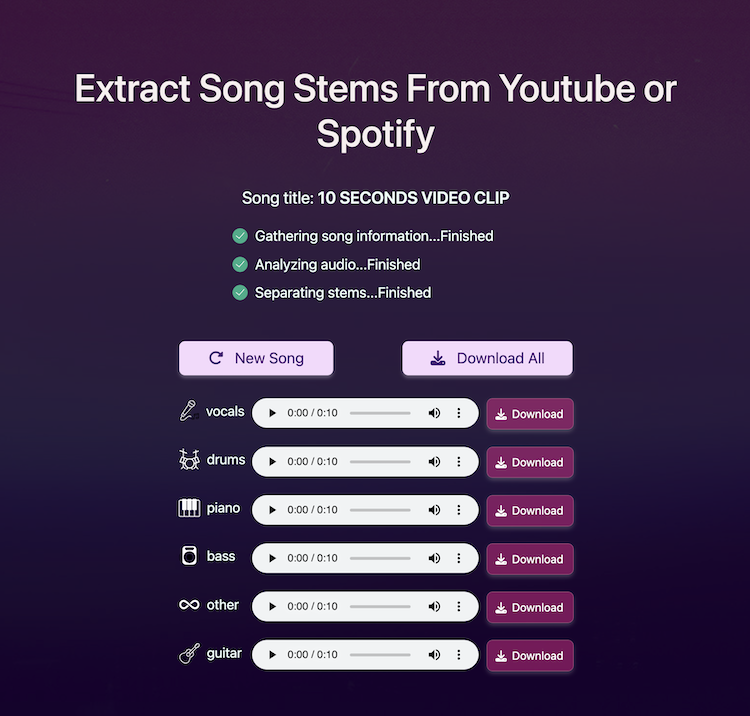 Extract Song Stems From Youtube or
Spotify
Song title: 10 SECONDS VIDEO CLIP
Gathering song information...Finished
Analyzing audio...Finished
Separating stems...Finished
New Song
Download All
vocals 0:00 / 0:10 Download
drums 0:00 / 0:10 Download
piano 0:00 / 0:10 Download
bass 0:00 / 0:10 Download
other 0:00 / 0:10 Download
guitar 0:00 / 0:10 Download